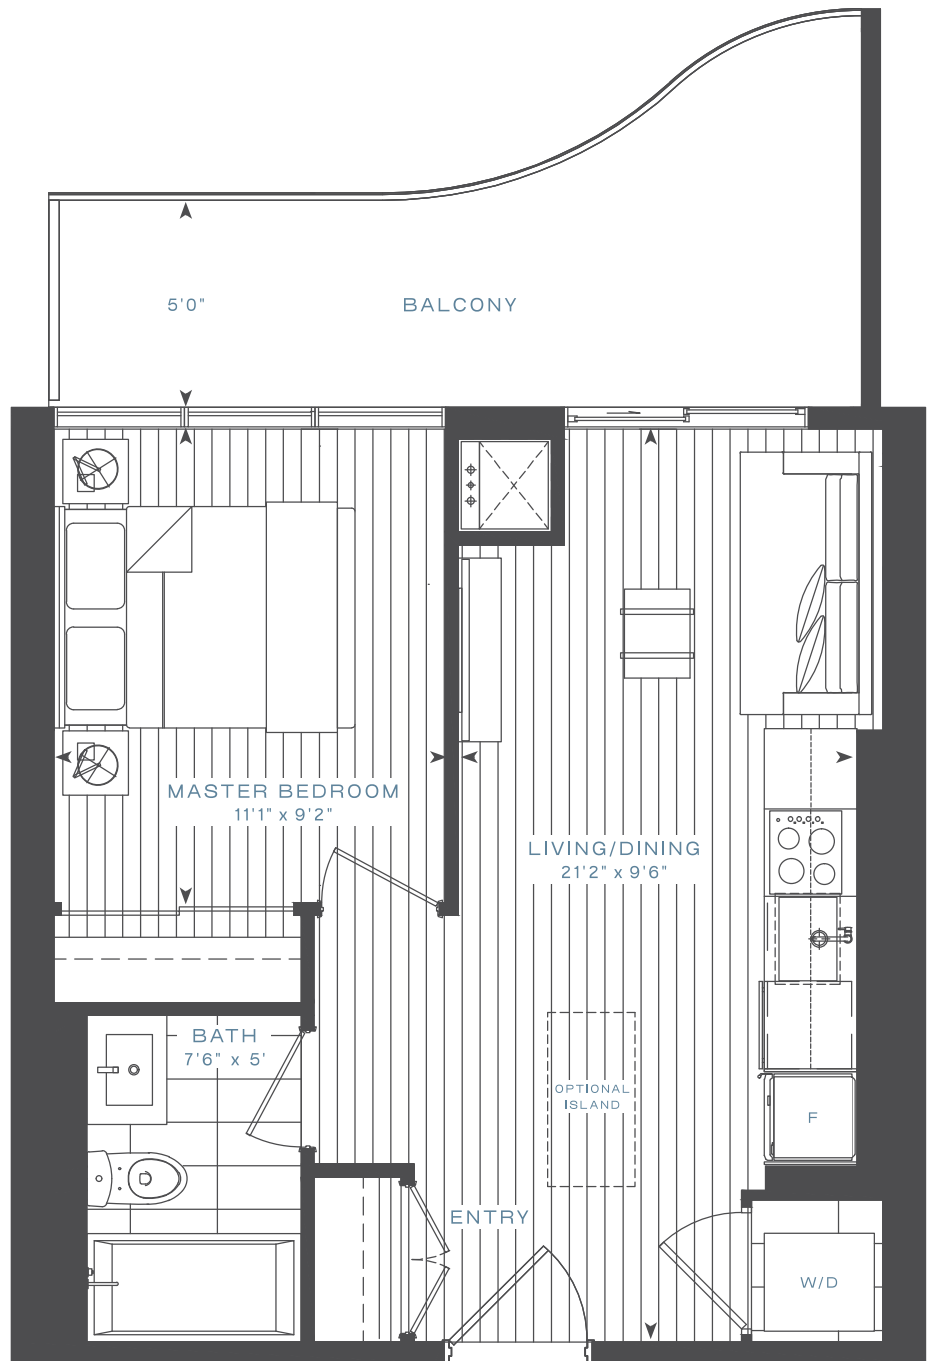 5'0"
BALCONY
MASTER BEDROOM
11'1" x 9'2"
LIVING/DINING
21'2" x 9'6"
BATH
7'6" x 5'
OPTIONAL
ISLAND
F
ENTRY
W/D